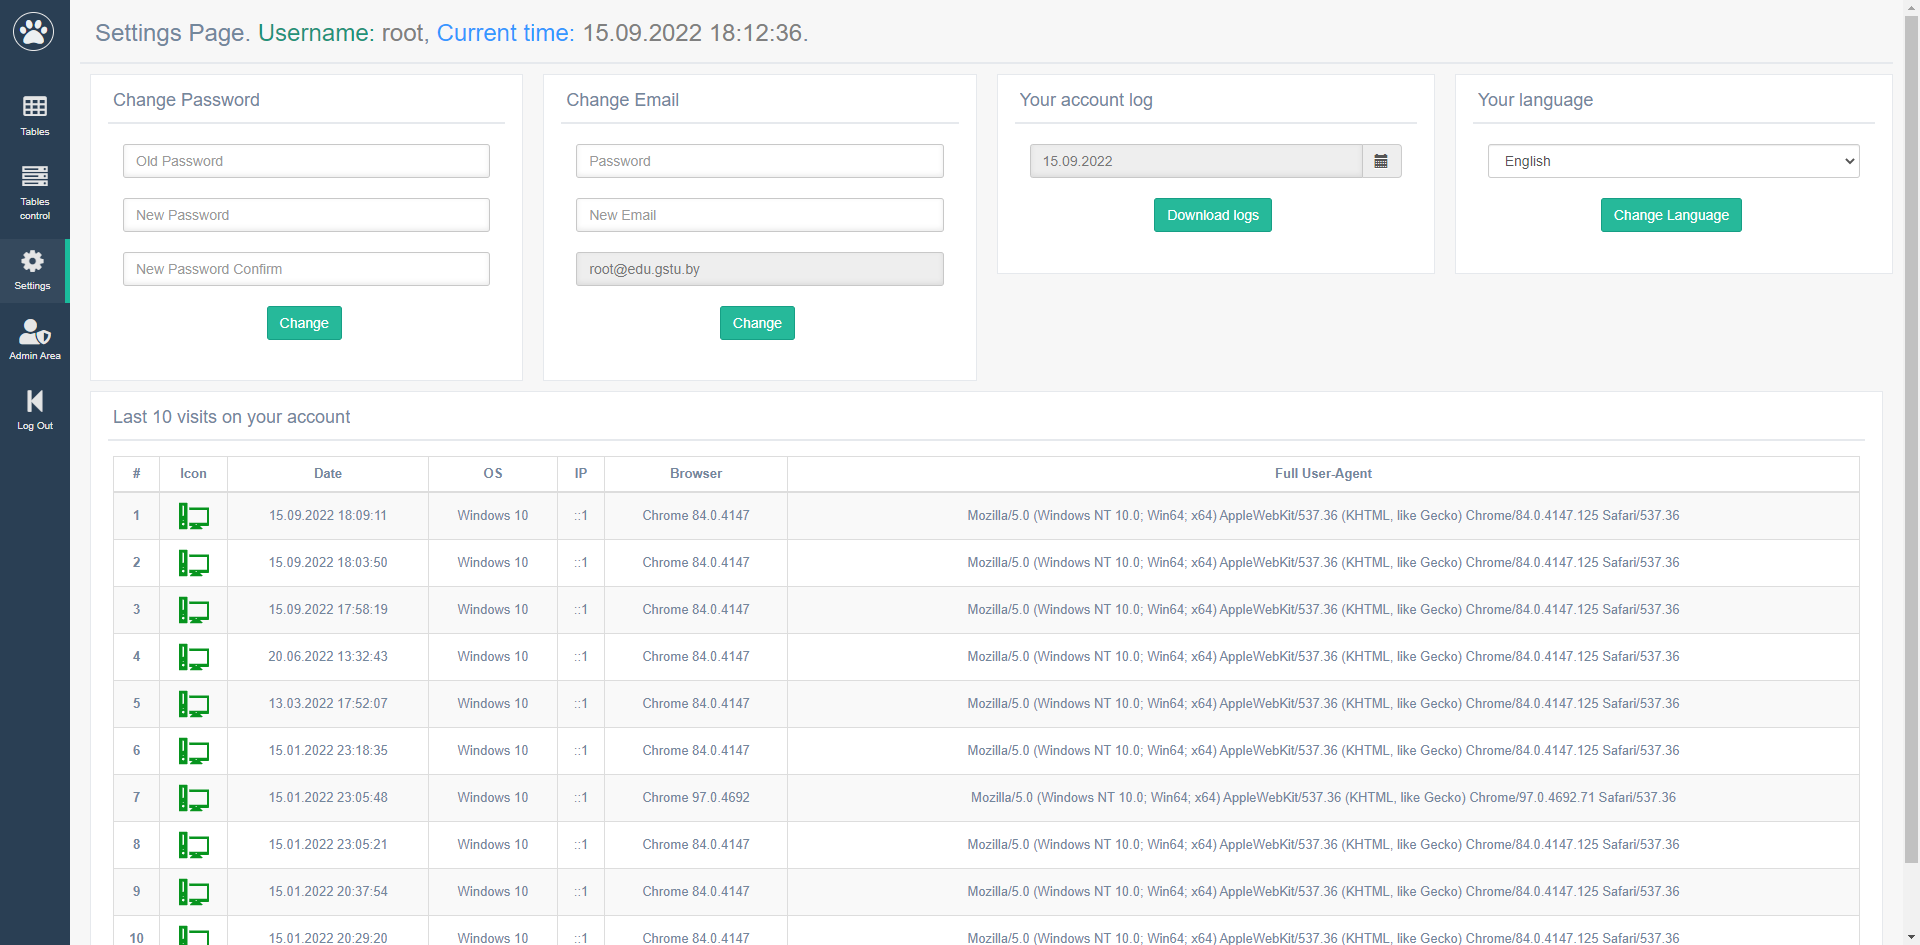 Settings Page. Username: root, Current time: 15.09.2022 18:12:36.
Tables
Tables
control
Settings
Admin Area
Log Out
Change Password
Old Password
New Password
New Password Confirm
Change
Change Email
Password
New Email
root@edu.gstu.by
Change
Your account log
15.09.2022
Download logs
Your language
English
Change Language
Last 10 visits on your account
# Icon Date OS IP Browser Full User-Agent
1 15.09.2022 18:09:11 Windows 10 ::1 Chrome 84.0.4147 Mozilla/5.0 (Windows NT 10.0; Win64; x64) AppleWebKit/537.36 (KHTML, like Gecko) Chrome/84.0.4147.125 Safari/537.36
2 15.09.2022 18:03:50 Windows 10 ::1 Chrome 84.0.4147 Mozilla/5.0 (Windows NT 10.0; Win64; x64) AppleWebKit/537.36 (KHTML, like Gecko) Chrome/84.0.4147.125 Safari/537.36
3 15.09.2022 17:58:19 Windows 10 ::1 Chrome 84.0.4147 Mozilla/5.0 (Windows NT 10.0; Win64; x64) AppleWebKit/537.36 (KHTML, like Gecko) Chrome/84.0.4147.125 Safari/537.36
4 20.06.2022 13:32:43 Windows 10 ::1 Chrome 84.0.4147 Mozilla/5.0 (Windows NT 10.0; Win64; x64) AppleWebKit/537.36 (KHTML, like Gecko) Chrome/84.0.4147.125 Safari/537.36
5 13.03.2022 17:52:07 Windows 10 ::1 Chrome 84.0.4147 Mozilla/5.0 (Windows NT 10.0; Win64; x64) AppleWebKit/537.36 (KHTML, like Gecko) Chrome/84.0.4147.125 Safari/537.36
6 15.01.2022 23:18:35 Windows 10 ::1 Chrome 84.0.4147 Mozilla/5.0 (Windows NT 10.0; Win64; x64) AppleWebKit/537.36 (KHTML, like Gecko) Chrome/84.0.4147.125 Safari/537.36
7 15.01.2022 23:05:48 Windows 10 ::1 Chrome 97.0.4692 Mozilla/5.0 (Windows NT 10.0; Win64; x64) AppleWebKit/537.36 (KHTML, like Gecko) Chrome/97.0.4692.71 Safari/537.36
8 15.01.2022 23:05:21 Windows 10 ::1 Chrome 84.0.4147 Mozilla/5.0 (Windows NT 10.0; Win64; x64) AppleWebKit/537.36 (KHTML, like Gecko) Chrome/84.0.4147.125 Safari/537.36
9 15.01.2022 20:37:54 Windows 10 ::1 Chrome 84.0.4147 Mozilla/5.0 (Windows NT 10.0; Win64; x64) AppleWebKit/537.36 (KHTML, like Gecko) Chrome/84.0.4147.125 Safari/537.36
10 15.01.2022 20:29:20 Windows 10 ::1 Chrome 84.0.4147 Mozilla/5.0 (Windows NT 10.0; Win64; x64) AppleWebKit/537.36 (KHTML, like Gecko) Chrome/84.0.4147.125 Safari/537.36